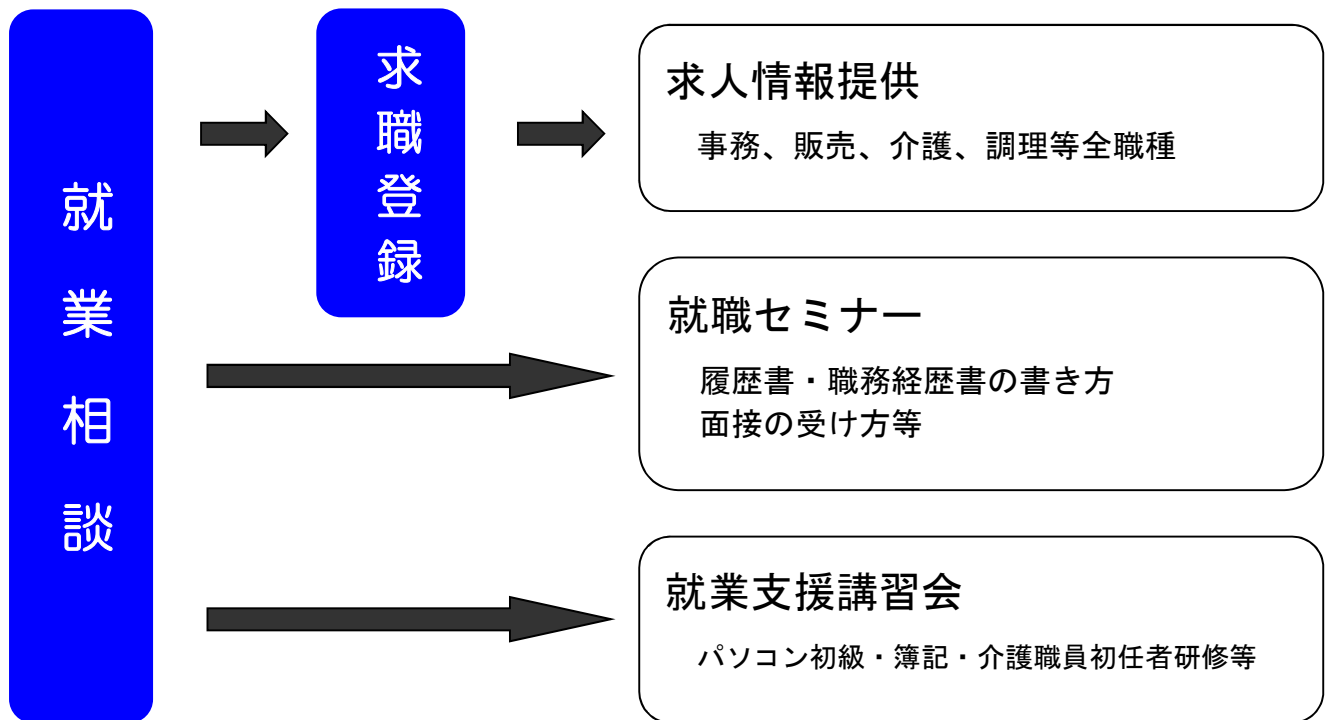 就業相談
求職登録
求人情報提供
事務、販売、介護、調理等全職種
就職セミナー
履歴書・職務経歴書の書き方
面接の受け方等
就業支援講習会
パソコン初級・簿記・介護職員初任者研修等